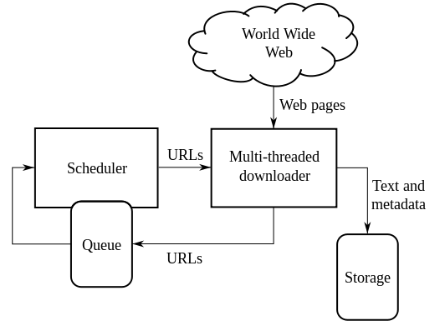 World Wide
Web
Web pages
Scheduler
URLs
Multi-threaded
downloader
Text and
metadata
Queue
URLs
Storage